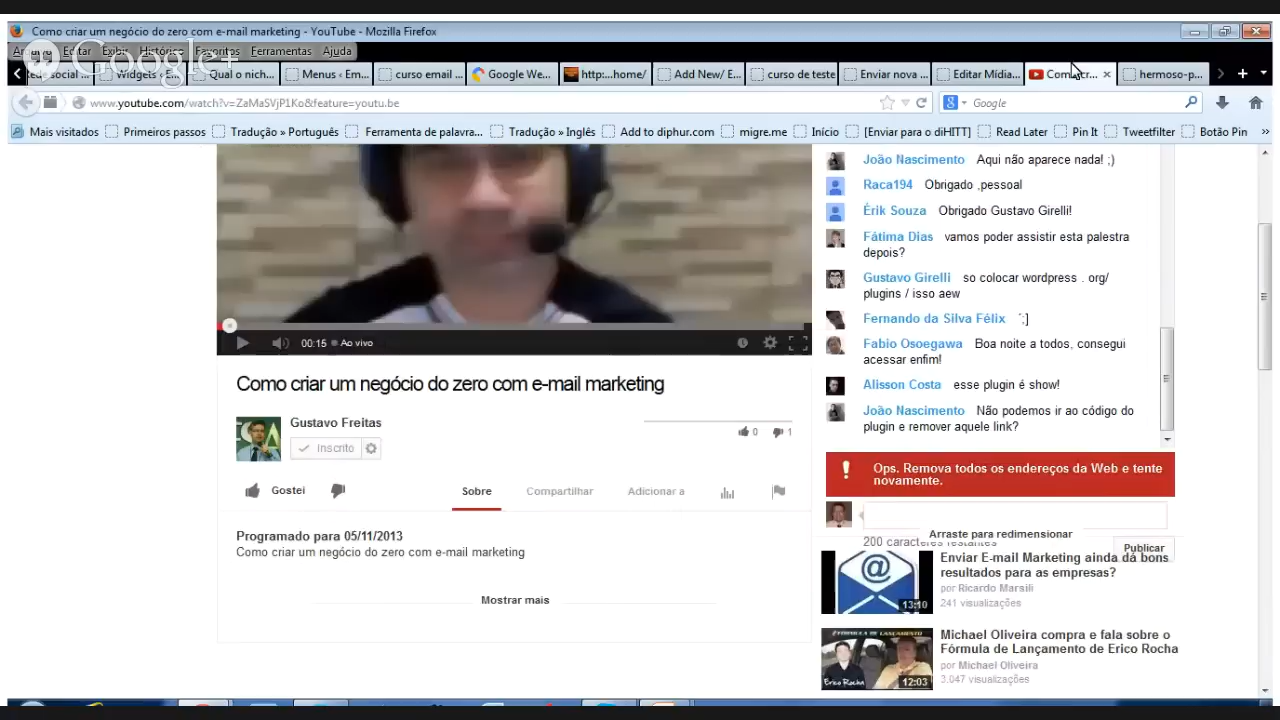 Como criar um negócio do zero com e-mail marketing - YouTube - Mozilla Firefox
Editar Exibir Histórico Favoritos Ferramentas Ajuda
Google+
Widgets ‹ E... Qual o nich... Menus ‹ Em... curso email ... Google We... http:...home/ Add New/ E... curso de teste Enviar nova ... Editar Mídia... hermoso-p...
www.youtube.com/watch?v=ZaMaSVjP1Ko&feature=youtu.be
Google
Mais visitados Primeiros passos Tradução » Português Ferramenta de palavra... Tradução » Inglês Add to diphur.com migre.me Início [Enviar para o diHITT] Read Later Pin It Tweetfilter Botão Pin »
João Nascimento Aqui não aparece nada! ;)
Raca194 Obrigado ,pessoal
Érik Souza Obrigado Gustavo Girelli!
Fátima Dias vamos poder assistir esta palestra
depois?
Gustavo Girelli so colocar wordpress . org/
plugins / isso aew
Fernando da Silva Félix ´;]
Fabio Osoegawa Boa noite a todos, consegui
acessar enfim!
Alisson Costa esse plugin é show!
João Nascimento Não podemos ir ao código do
plugin e remover aquele link?
00:15 Ao vivo
Como criar um negócio do zero com e-mail marketing
Gustavo Freitas
Inscrito
0 1
Gostei
Sobre Compartilhar Adicionar a
Programado para 05/11/2013
Como criar um negócio do zero com e-mail marketing
Mostrar mais
Ops. Remova todos os endereços da Web e tente
novamente.
Arraste para redimensionar
200 caracteres restantes
Publicar
Enviar E-mail Marketing ainda dá bons
resultados para as empresas?
por Ricardo Marsili
241 visualizações
13:10
Michael Oliveira compra e fala sobre o
Fórmula de Lançamento de Erico Rocha
por Michael Oliveira
3.047 visualizações
FÓRMULA DE LANÇAMENTO
Erico Rocha
12:03